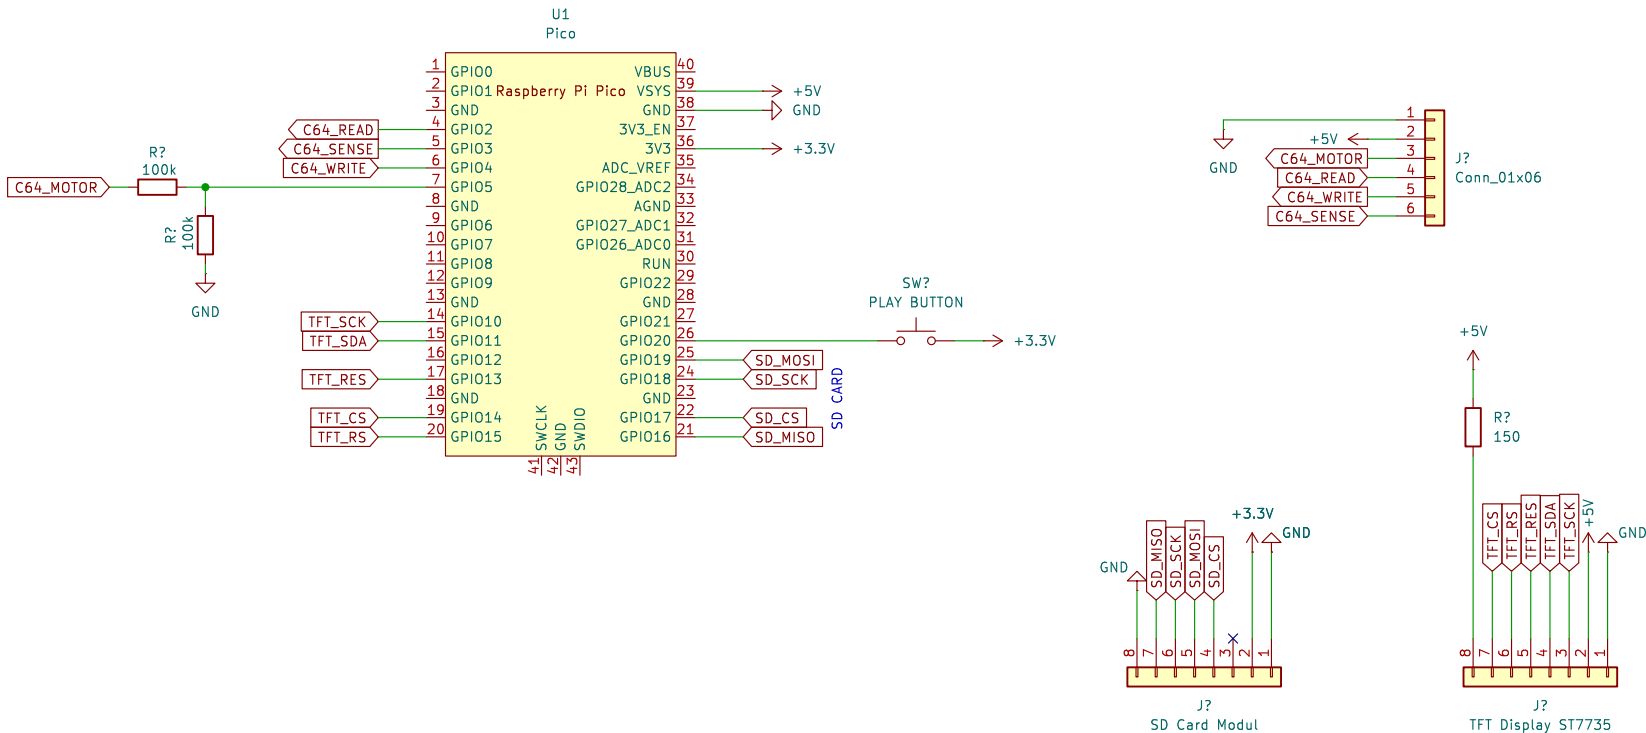 U1
Pico
Raspberry Pi Pico
1 GPIO0
2 GPIO1
3 GND
4 GPIO2
5 GPIO3
6 GPIO4
7 GPIO5
8 GND
9 GPIO6
10 GPIO7
11 GPIO8
12 GPIO9
13 GND
14 GPIO10
15 GPIO11
16 GPIO12
17 GPIO13
18 GND
19 GPIO14
20 GPIO15
VBUS 40
VSYS 39
GND 38
3V3_EN 37
3V3 36
ADC_VREF 35
GPIO28_ADC2 34
AGND 33
GPIO27_ADC1 32
GPIO26_ADC0 31
RUN 30
GPIO22 29
GND 28
GPIO21 27
GPIO20 26
GPIO19 25
GPIO18 24
GND 23
GPIO17 22
GPIO16 21
SWCLK 41
GND 42
SWDIO 43
C64_READ
C64_SENSE
C64_WRITE
C64_MOTOR
R?
100k
R?
100k
GND
TFT_SCK
TFT_SDA
TFT_RES
TFT_CS
TFT_RS
+5V
GND
+3.3V
SW?
PLAY BUTTON
+3.3V
SD_MOSI
SD_SCK
SD_CS
SD_MISO
SD CARD
GND
+5V
C64_MOTOR
C64_READ
C64_WRITE
C64_SENSE
1
2
3
4
5
6
J?
Conn_01x06
GND
SD_MISO
SD_SCK
SD_MOSI
SD_CS
+3.3V
GND
8
7
6
5
4
3
2
1
J?
SD Card Modul
+5V
R?
150
TFT_CS
TFT_RS
TFT_RES
TFT_SDA
TFT_SCK
+5V
GND
8
7
6
5
4
3
2
1
J?
TFT Display ST7735